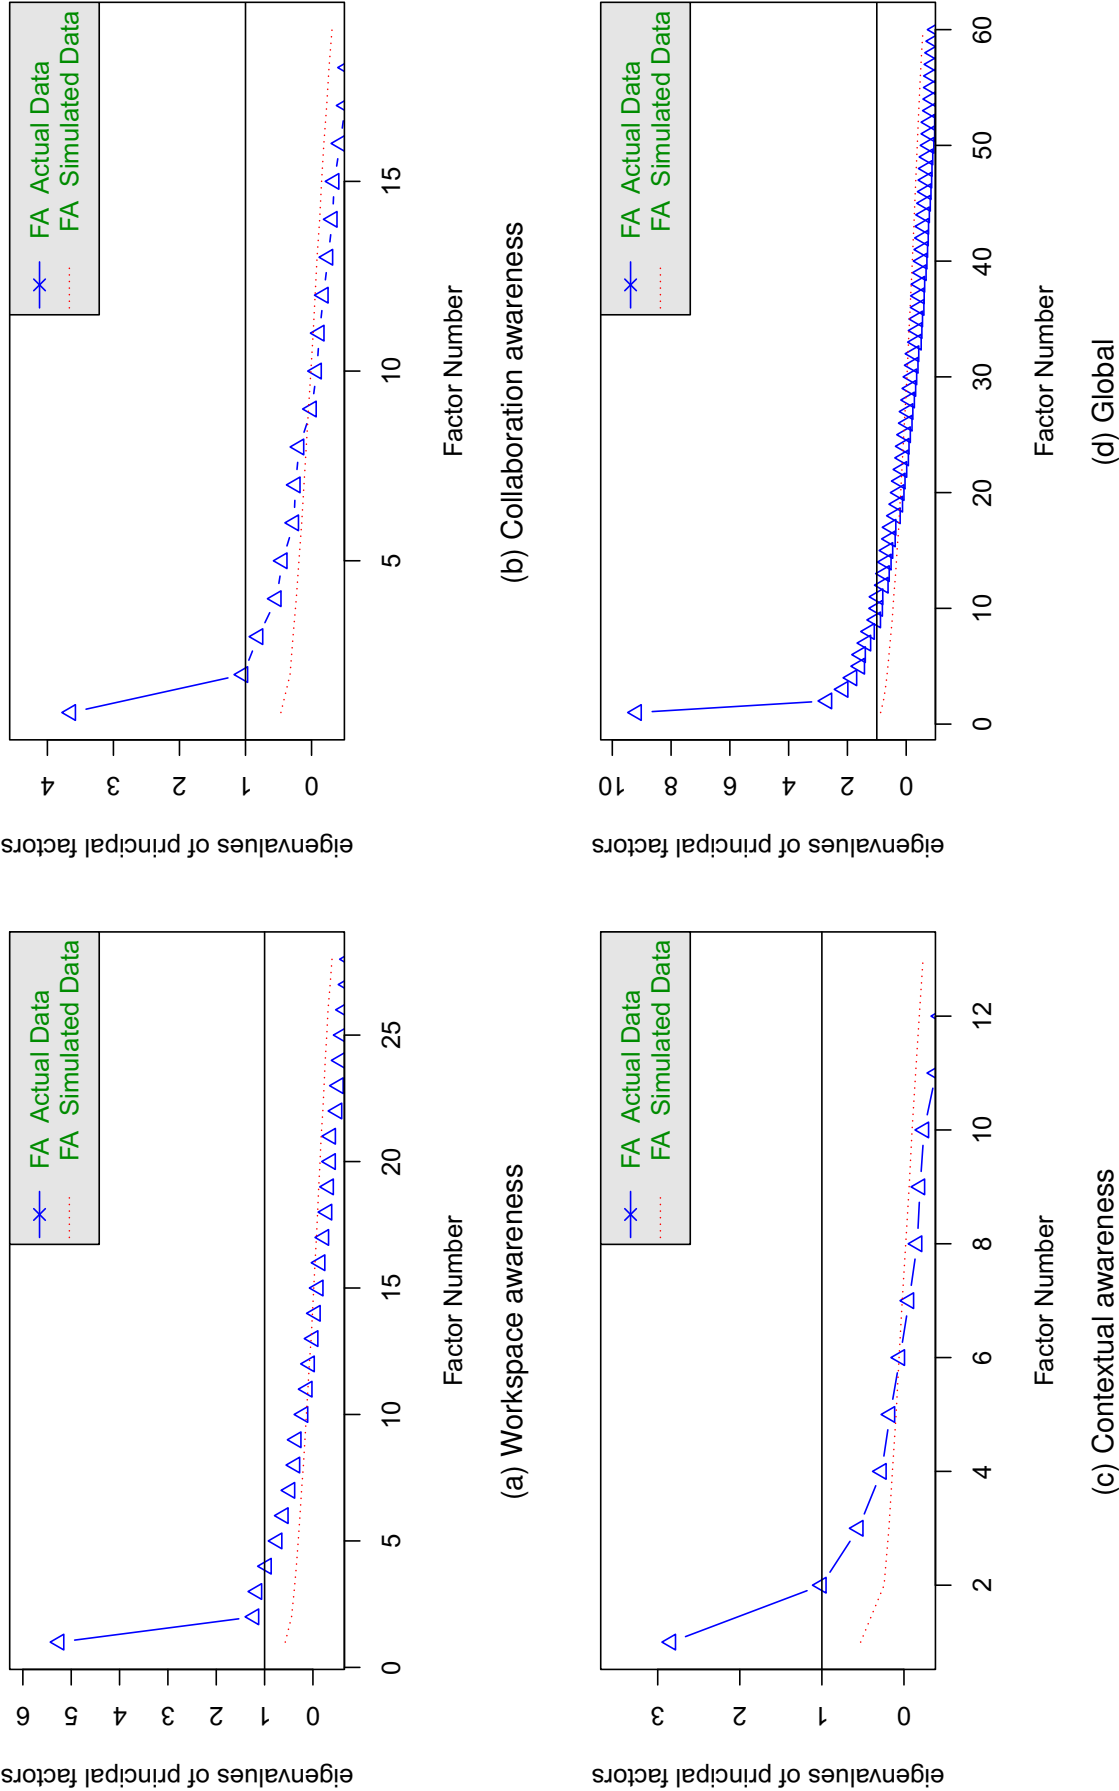 eigenvalues of principal factors
6
5
4
3
2
1
0
FA Actual Data
FA Simulated Data
0
5
10
15
20
25
Factor Number
(a) Workspace awareness
eigenvalues of principal factors
4
3
2
1
0
FA Actual Data
FA Simulated Data
5
10
15
Factor Number
(b) Collaboration awareness
eigenvalues of principal factors
3
2
1
0
FA Actual Data
FA Simulated Data
2
4
6
8
10
12
Factor Number
(c) Contextual awareness
eigenvalues of principal factors
10
8
6
4
2
0
FA Actual Data
FA Simulated Data
0
10
20
30
40
50
60
Factor Number
(d) Global